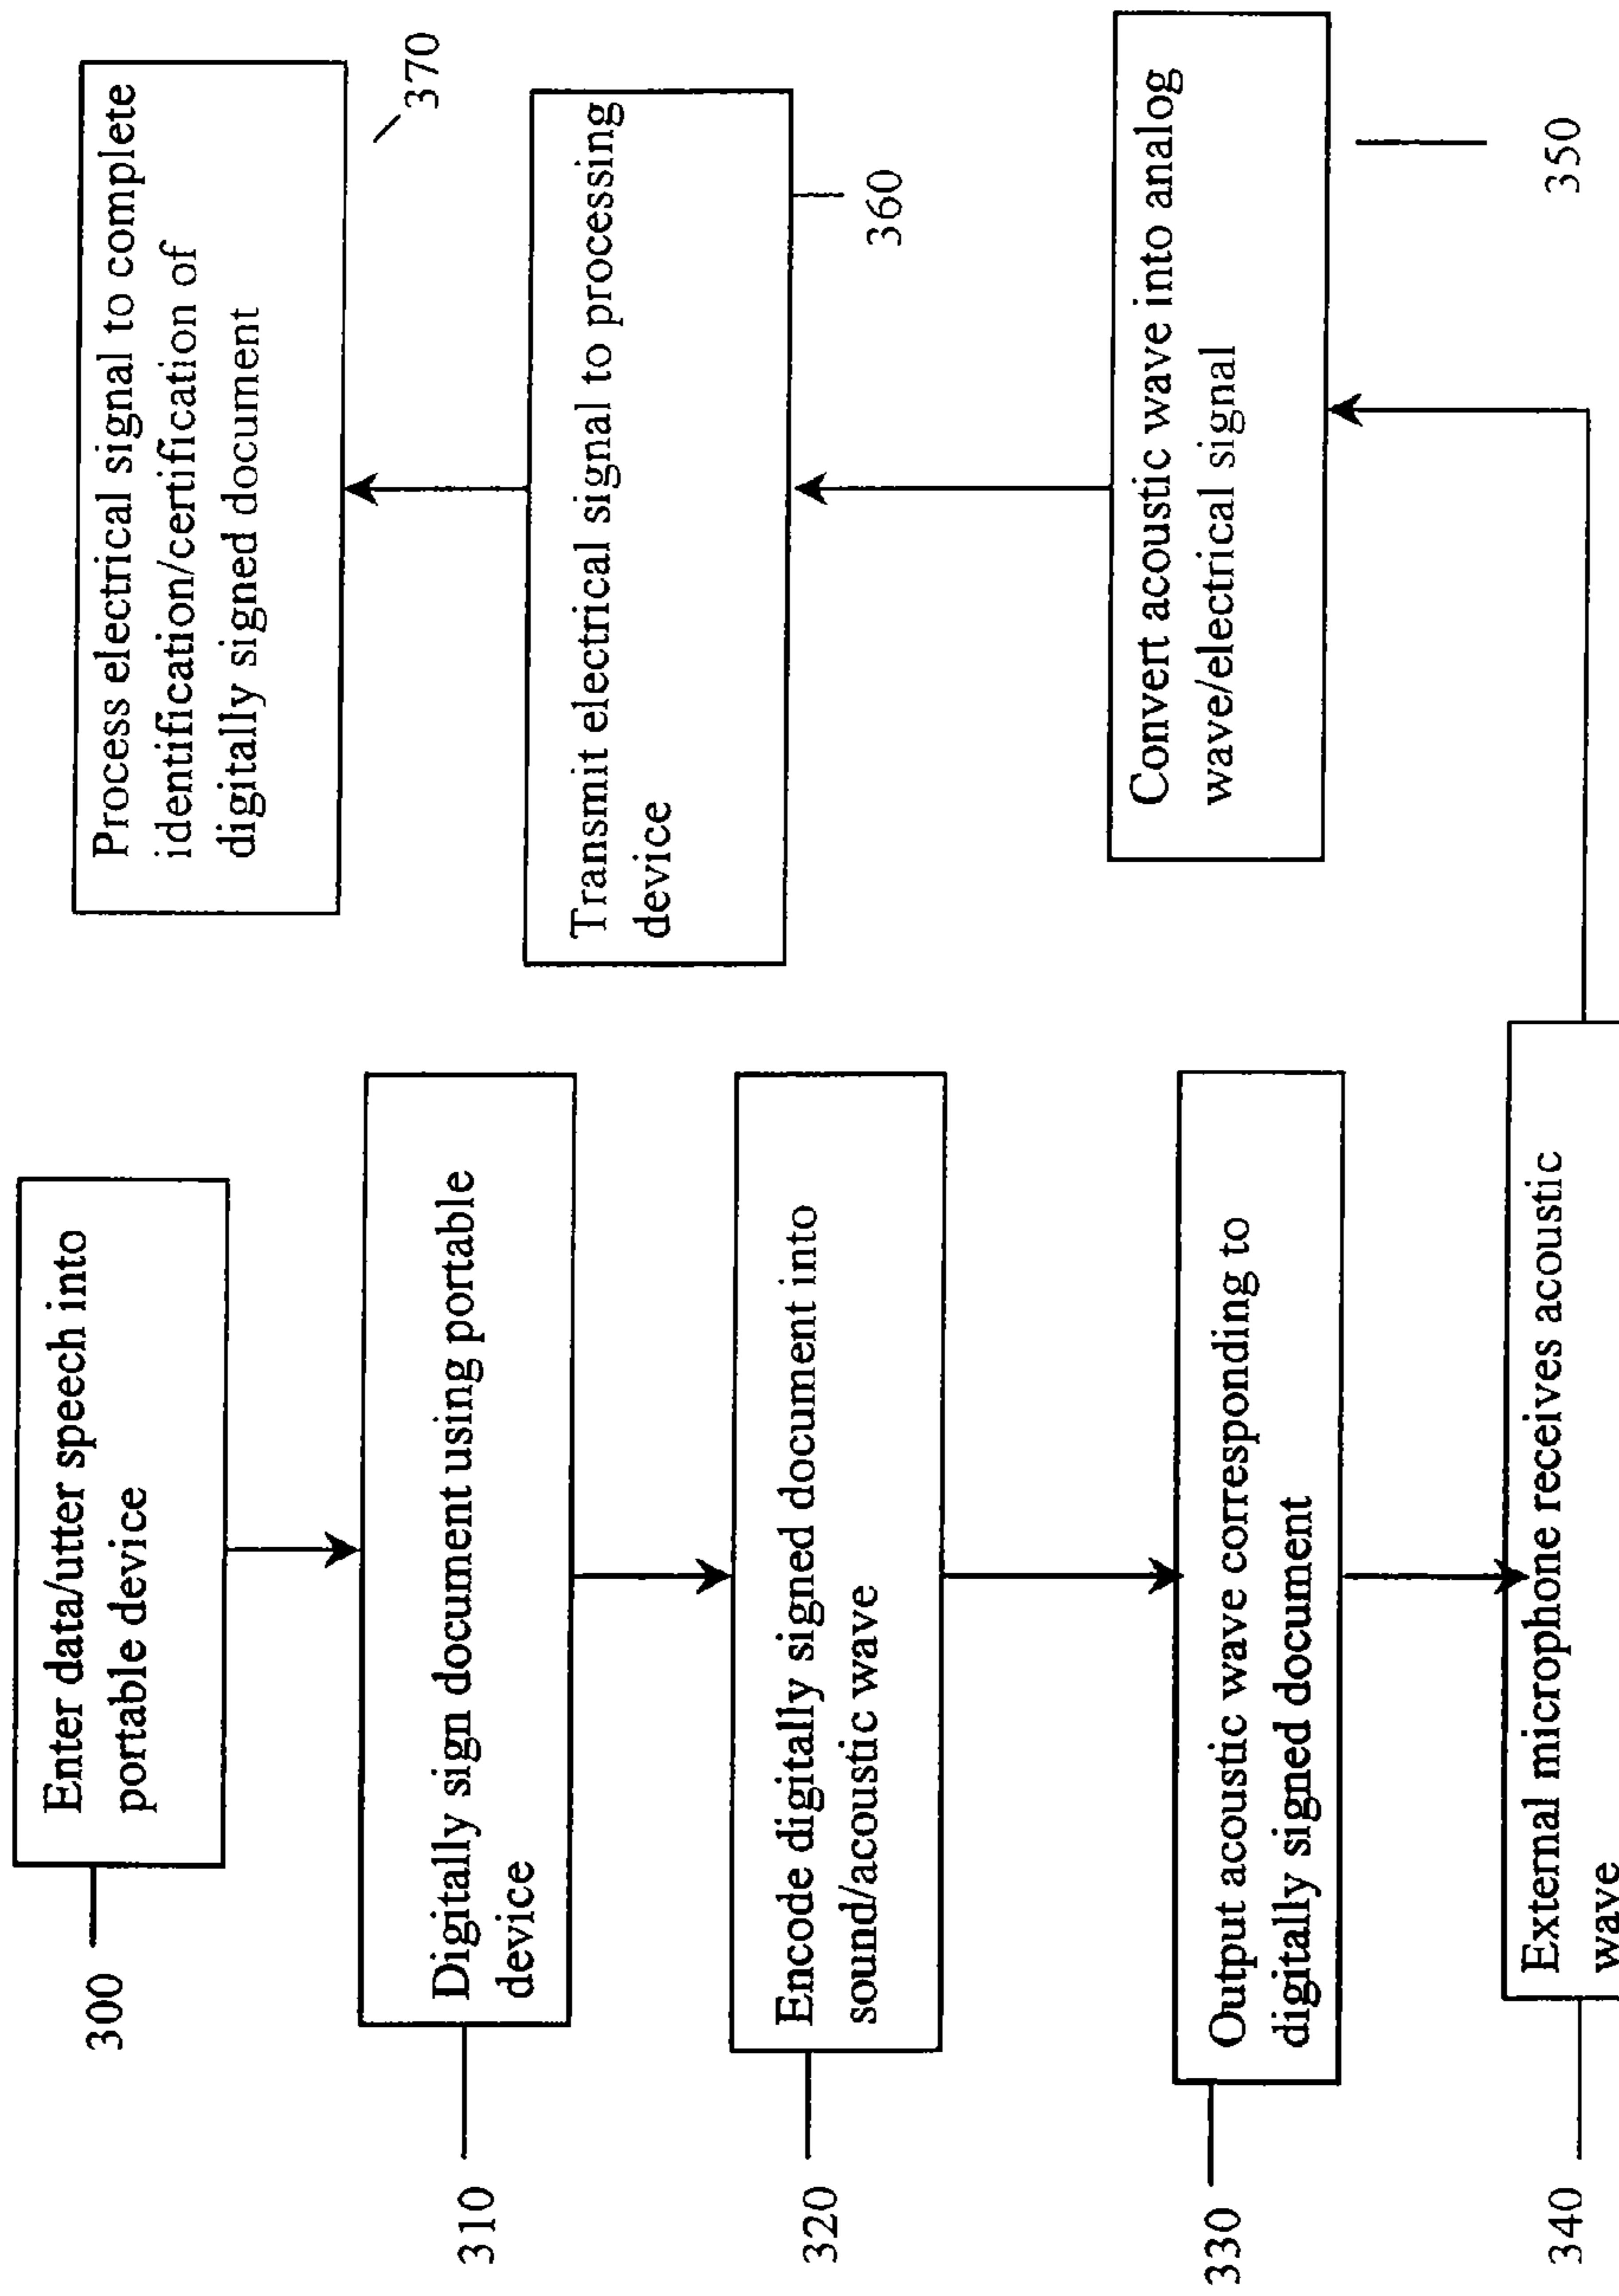 300
Enter data/utter speech into
portable device
310
Digitally sign document using portable
device
320
Encode digitally signed document into
sound/acoustic wave
330
Output acoustic wave corresponding to
digitally signed document
340
External microphone receives acoustic
wave
Convert acoustic wave into analog
wave/electrical signal
350
Transmit electrical signal to processing
device
360
Process electrical signal to complete
identification/certification of
digitally signed document
370